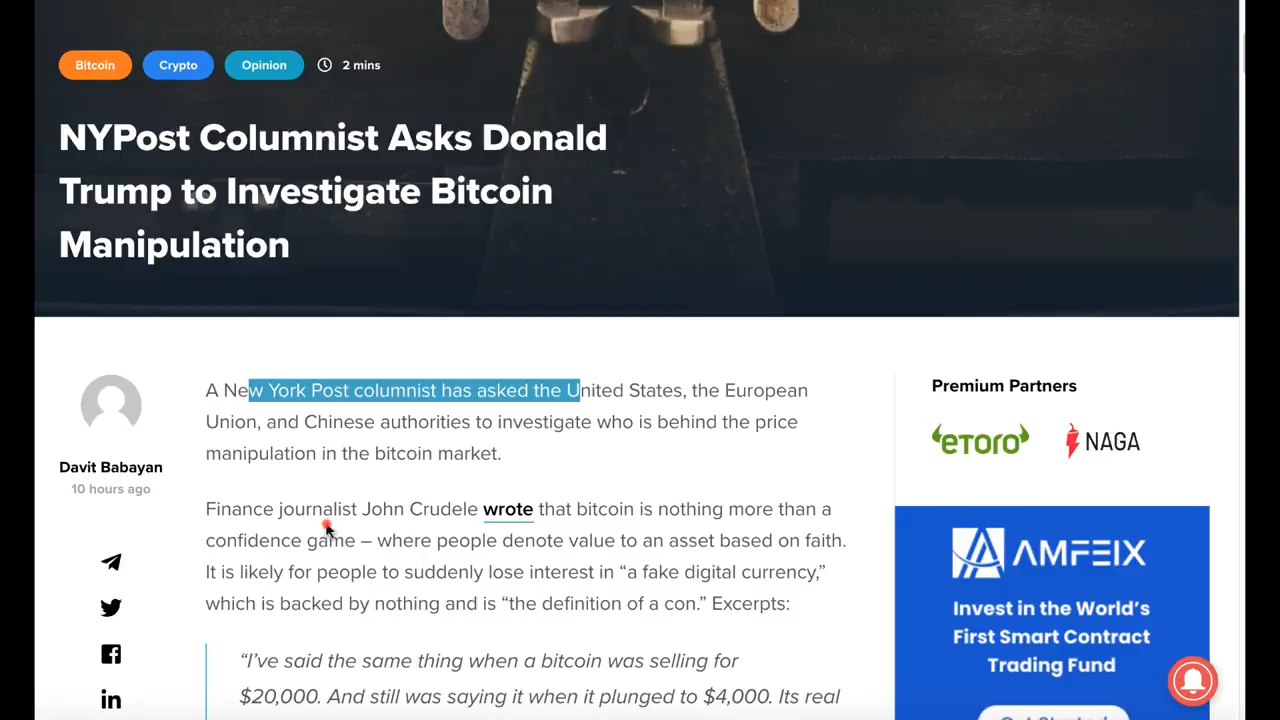 Bitcoin
Crypto
Opinion
2 mins
NYPost Columnist Asks Donald
Trump to Investigate Bitcoin
Manipulation
Davit Babayan
10 hours ago
A New York Post columnist has asked the United States, the European
Union, and Chinese authorities to investigate who is behind the price
manipulation in the bitcoin market.
Finance journalist John Crudele wrote that bitcoin is nothing more than a
confidence game – where people denote value to an asset based on faith.
It is likely for people to suddenly lose interest in “a fake digital currency,”
which is backed by nothing and is “the definition of a con.” Excerpts:
“I’ve said the same thing when a bitcoin was selling for
$20,000. And still was saying it when it plunged to $4,000. Its real
Premium Partners
eToro
NAGA
AMFEIX
Invest in the World’s
First Smart Contract
Trading Fund
Get Started